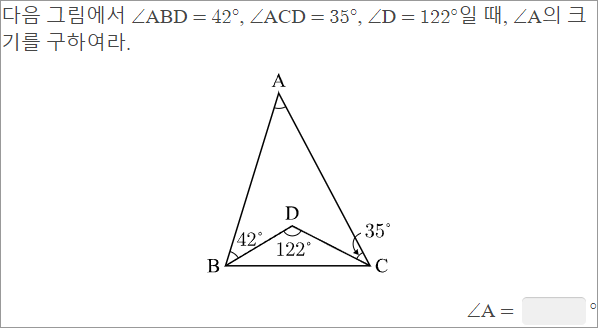 다음 그림에서 ∠ABD = 42°, ∠ACD = 35°, ∠D = 122°일 때, ∠A의 크
기를 구하여라.
A
D
42°
122°
35°
B
C
∠A = °